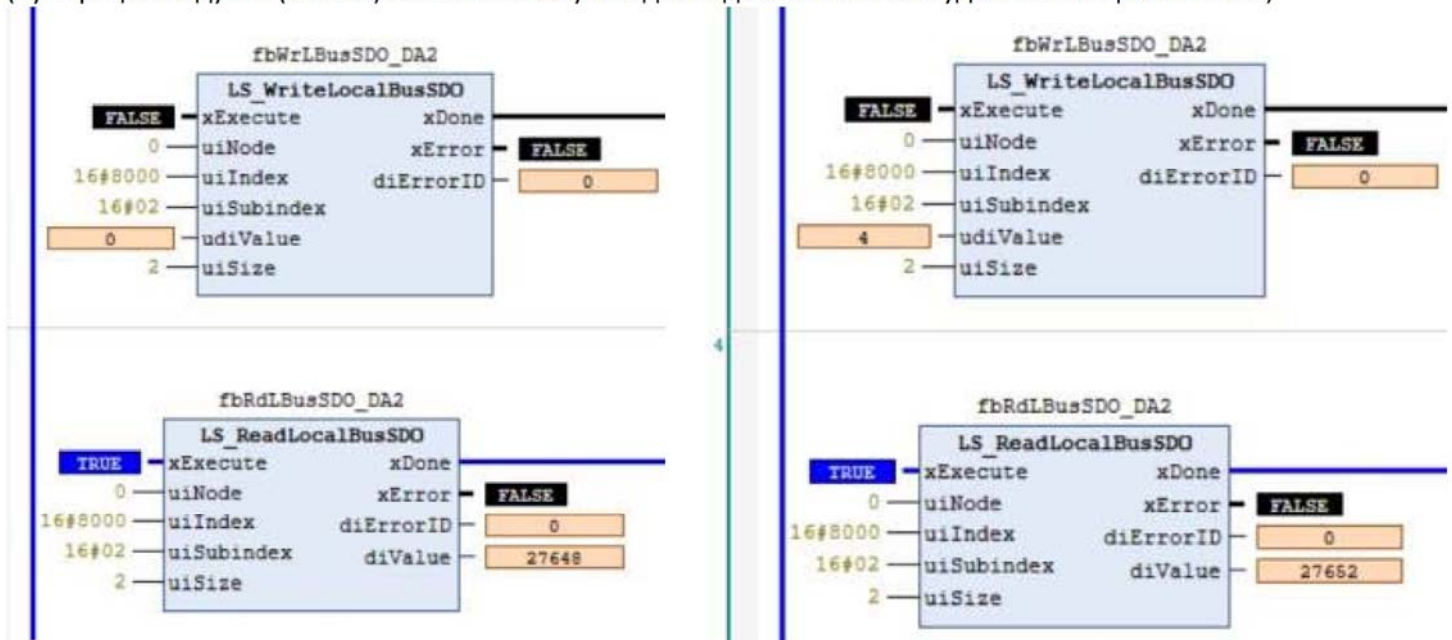 fbWrLBusSDO_DA2
LS_WriteLocalBusSDO
FALSE xExecute xDone
0 uiNode xError FALSE
16#8000 uiIndex diErrorID 0
16#02 uiSubindex
0 udiValue
2 uiSize
fbRdLBusSDO_DA2
LS_ReadLocalBusSDO
TRUE xExecute xDone
0 uiNode xError FALSE
16#8000 uiIndex diErrorID 0
16#02 uiSubindex diValue 27648
2 uiSize
fbWrLBusSDO_DA2
LS_WriteLocalBusSDO
FALSE xExecute xDone
0 uiNode xError FALSE
16#8000 uiIndex diErrorID 0
16#02 uiSubindex
4 udiValue
2 uiSize
4
fbRdLBusSDO_DA2
LS_ReadLocalBusSDO
TRUE xExecute xDone
0 uiNode xError FALSE
16#8000 uiIndex diErrorID 0
16#02 uiSubindex diValue 27652
2 uiSize